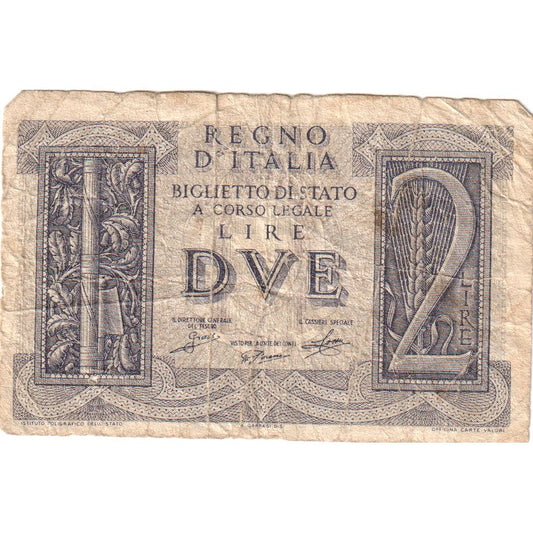 REGNO
D'ITALIA
BIGLIETTO DI STATO
A CORSO LEGALE
LIRE
DVE
2
LIRE
IL DIRETTORE GENERALE
DEL TESORO
IL CASSIERE SPECIALE
VISTO PER LA CORTE DEI CONTI
ISTITUTO POLIGRAFICO DELLO STATO
OFFICINA CARTE-VALORI